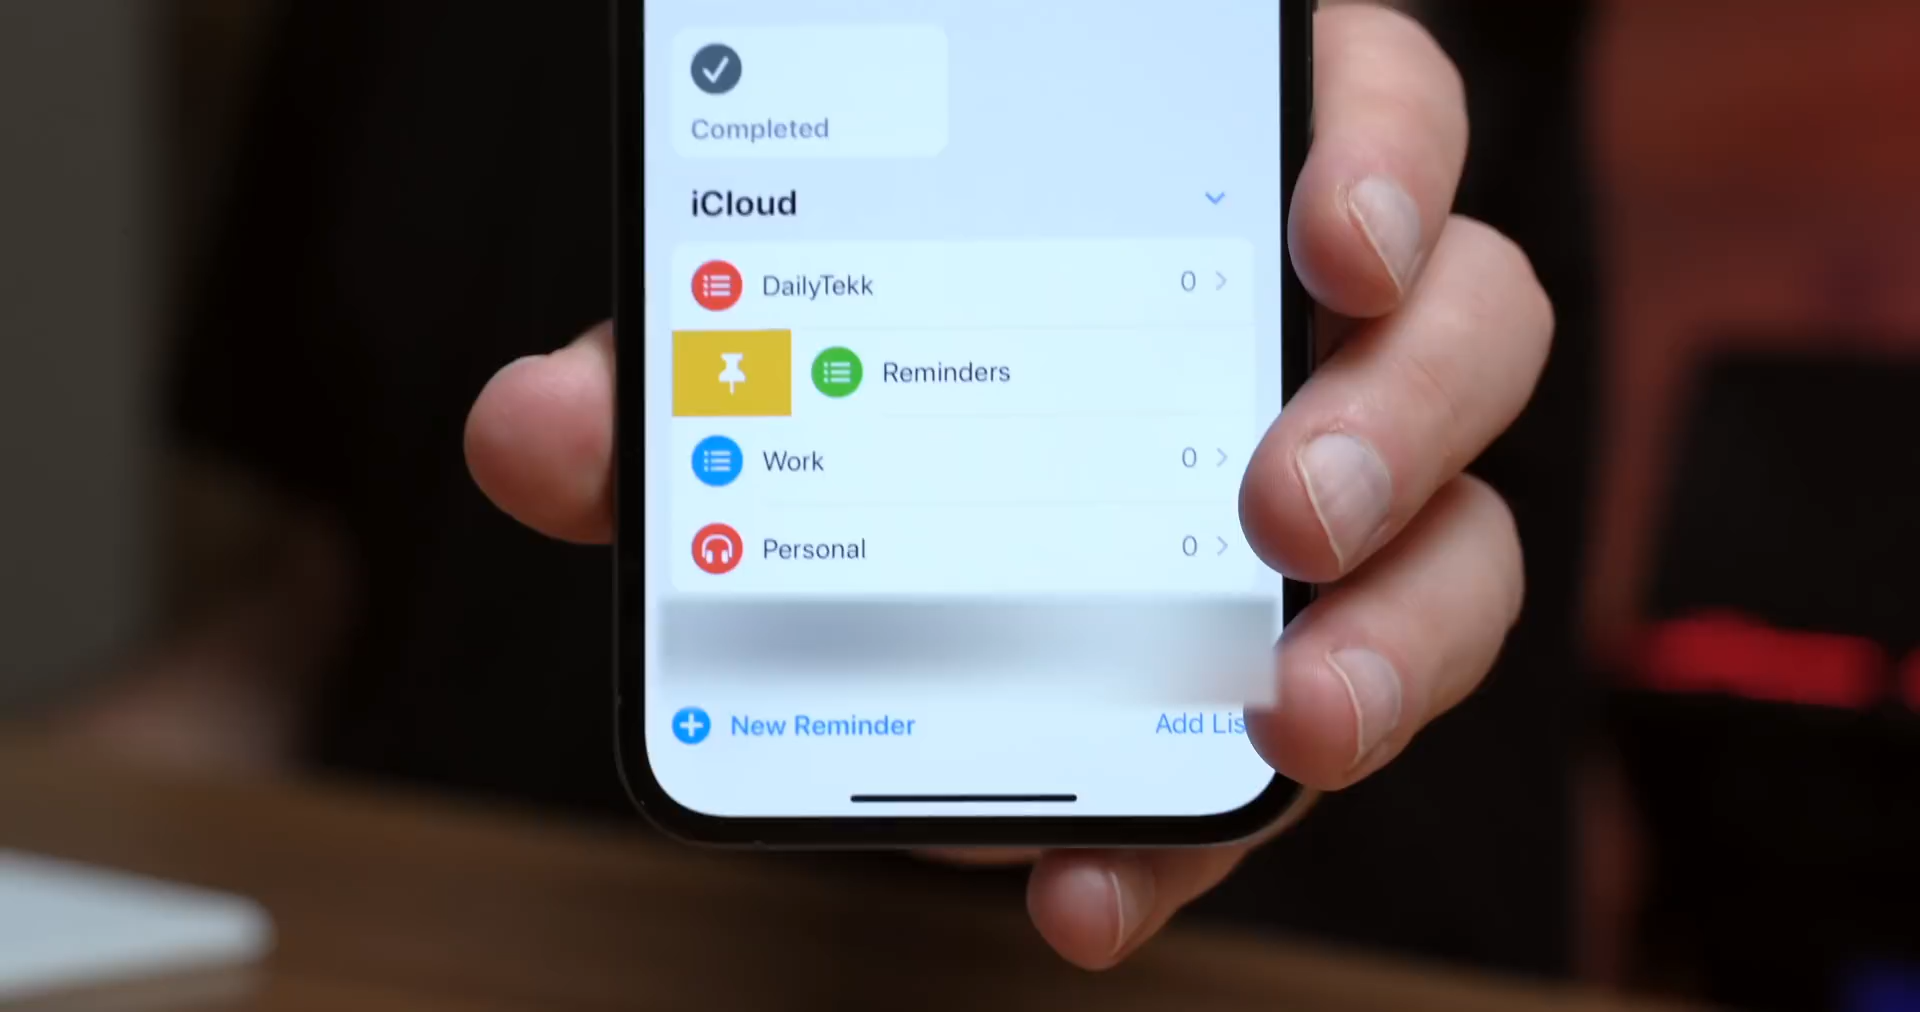 Completed
iCloud
DailyTekk 0
Reminders
Work 0
Personal 0
New Reminder Add Lis